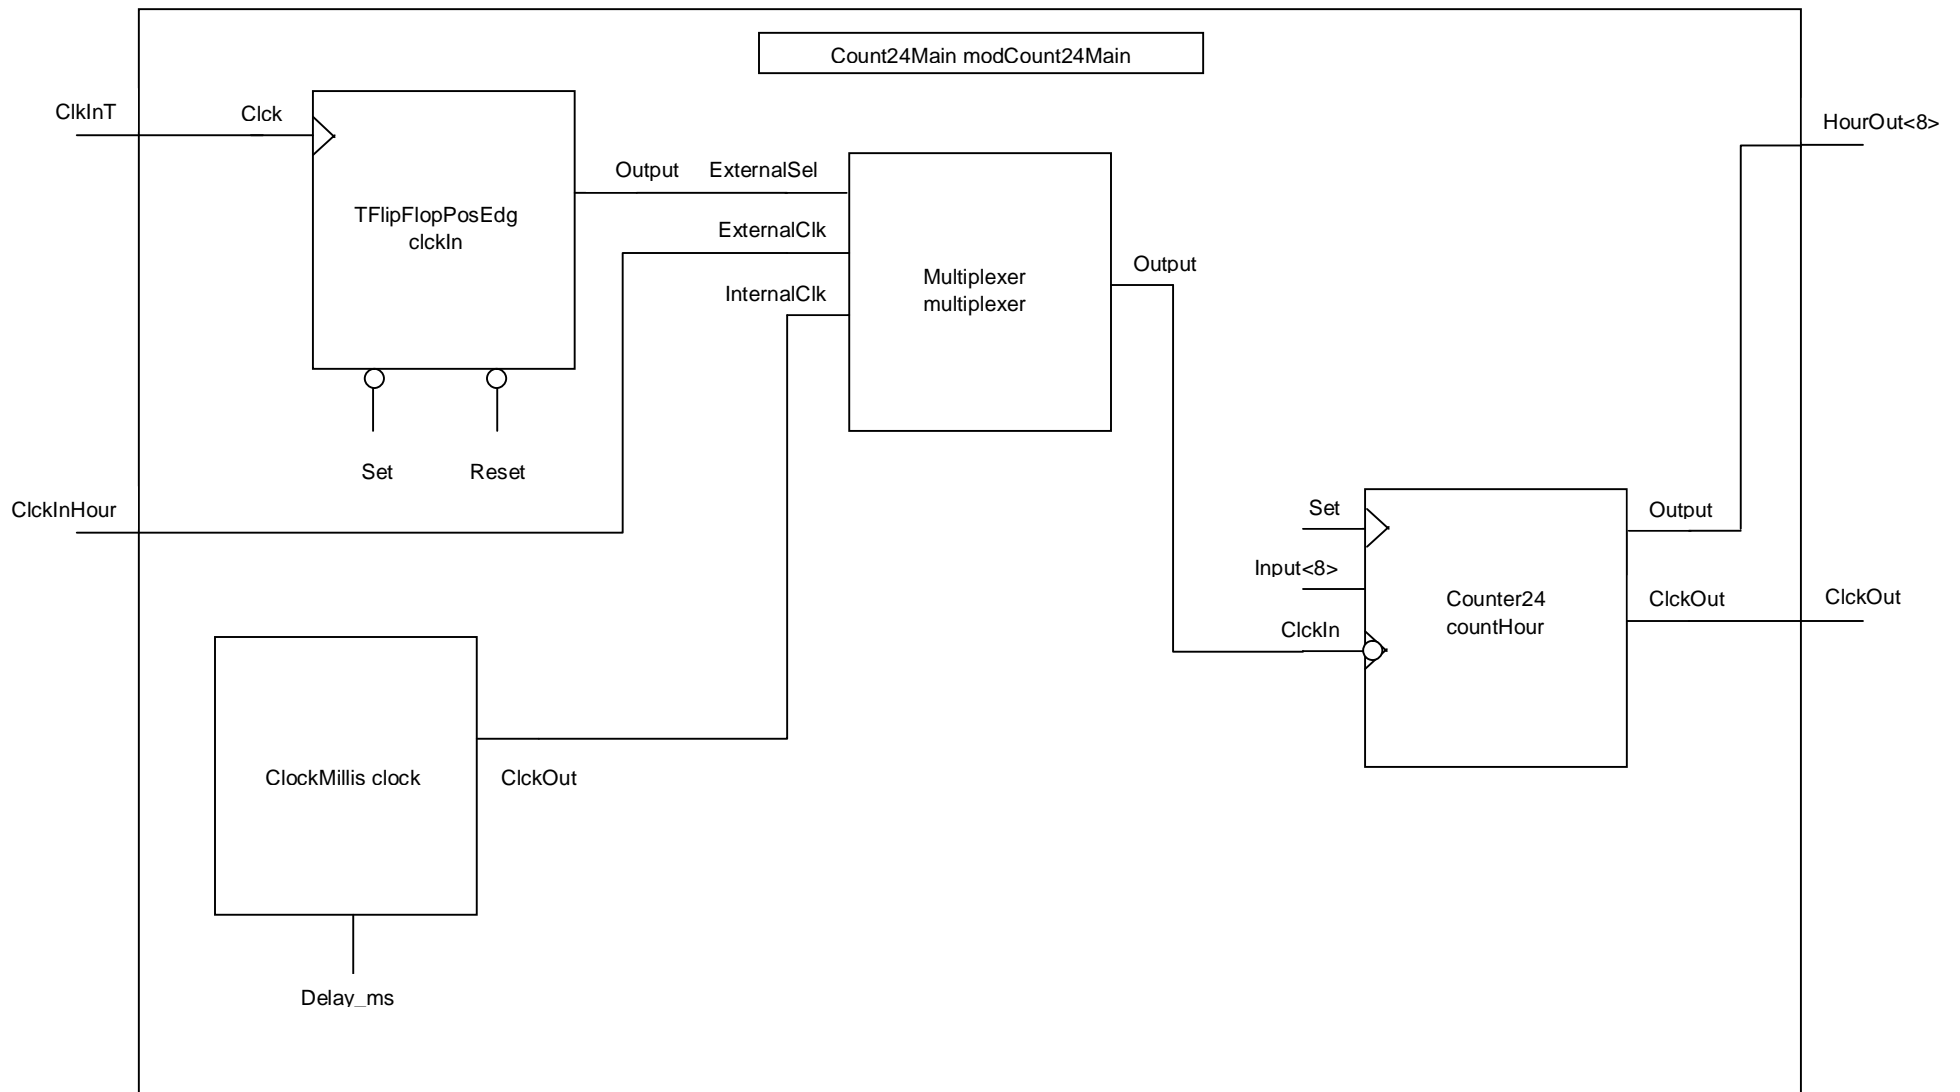 Count24Main modCount24Main
ClkInT
Clck
HourOut<8>
TFlipFlopPosEdg
clckIn
Output
ExternalSel
ExternalClk
InternalClk
Multiplexer
multiplexer
Output
Set
Reset
ClckInHour
Set
Input<8>
ClckIn
Counter24
countHour
Output
ClckOut
ClckOut
ClockMillis clock
ClckOut
Delay_ms